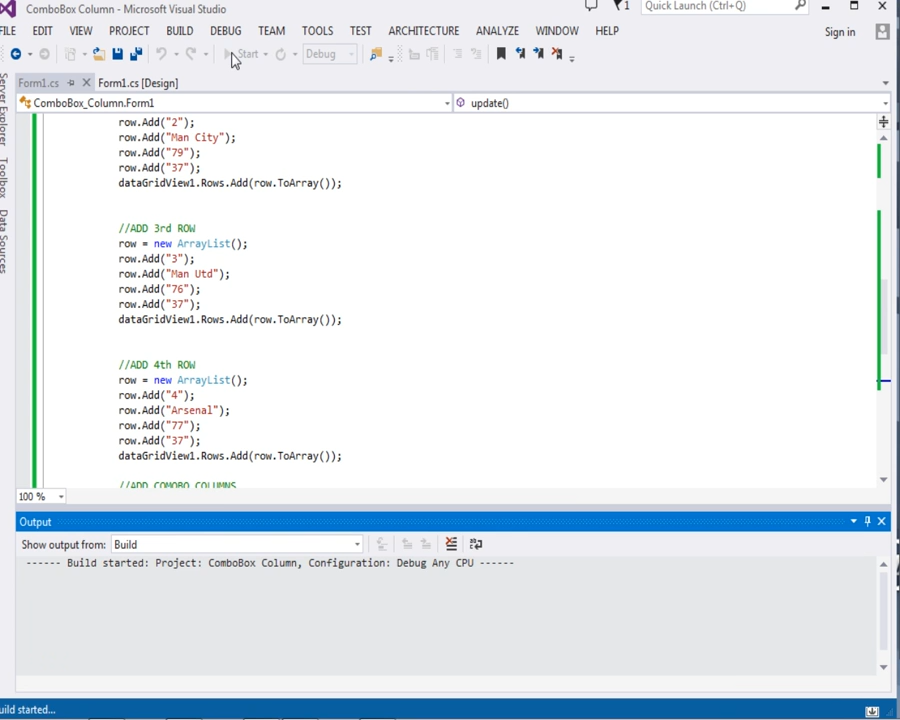 ComboBox Column - Microsoft Visual Studio
1
Quick Launch (Ctrl+Q)
FILE EDIT VIEW PROJECT BUILD DEBUG TEAM TOOLS TEST ARCHITECTURE ANALYZE WINDOW HELP Sign in
Start Debug
Form1.cs Form1.cs [Design]
ComboBox_Column.Form1 update()
Server Explorer
Toolbox
Data Sources
row.Add("2");
row.Add("Man City");
row.Add("79");
row.Add("37");
dataGridView1.Rows.Add(row.ToArray());
//ADD 3rd ROW
row = new ArrayList();
row.Add("3");
row.Add("Man Utd");
row.Add("76");
row.Add("37");
dataGridView1.Rows.Add(row.ToArray());
//ADD 4th ROW
row = new ArrayList();
row.Add("4");
row.Add("Arsenal");
row.Add("77");
row.Add("37");
dataGridView1.Rows.Add(row.ToArray());
//ADD COMOBO COLUMNS
100 %
Output
Show output from: Build
------ Build started: Project: ComboBox Column, Configuration: Debug Any CPU ------
uild started...